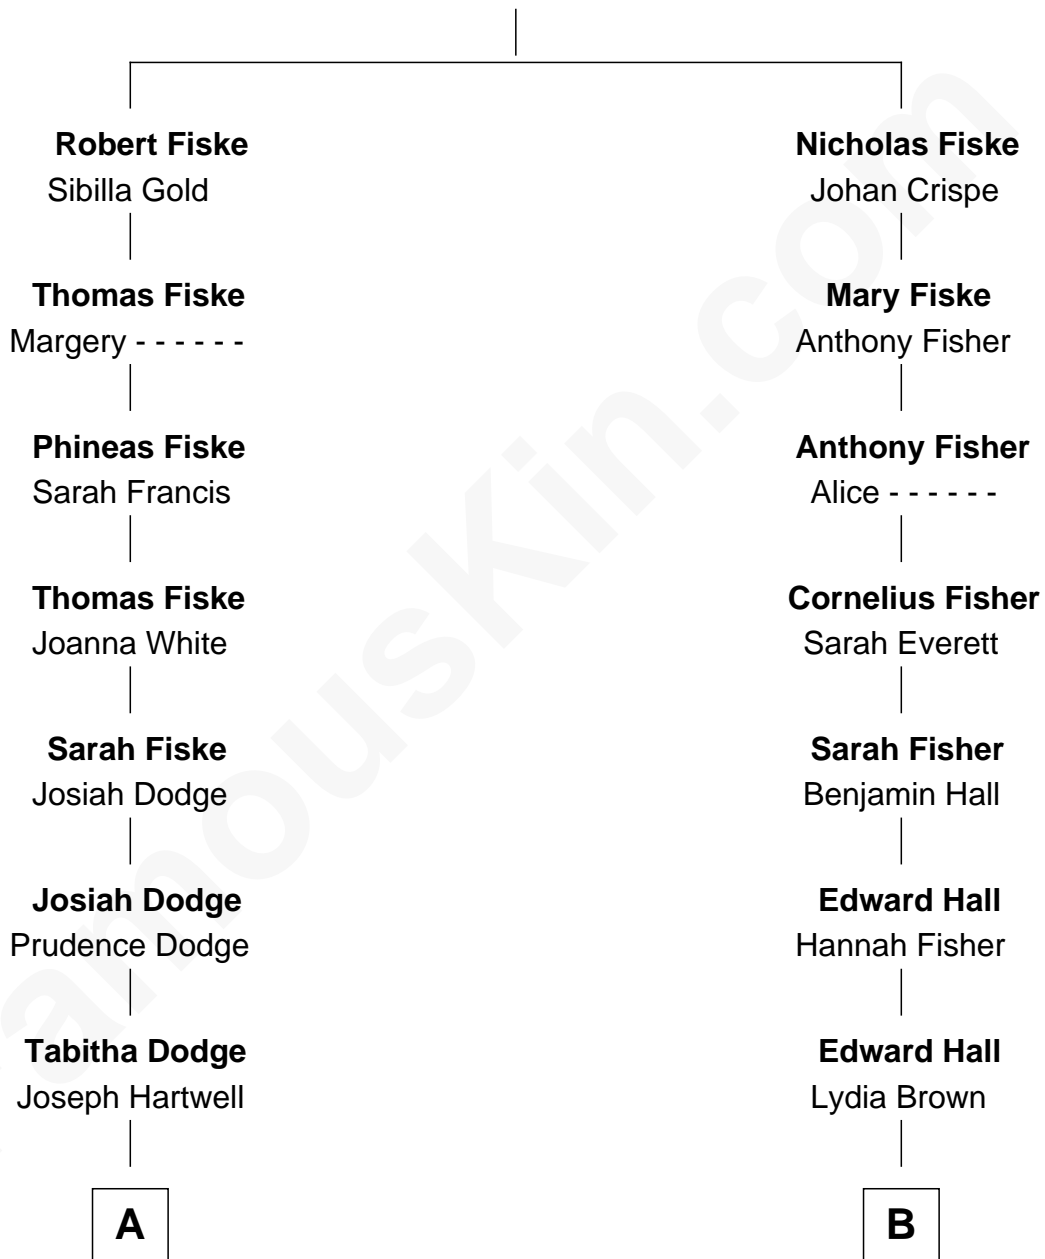 Robert Fiske
Sibilla Gold
Thomas Fiske
Margery - - - - - -
Phineas Fiske
Sarah Francis
Thomas Fiske
Joanna White
Sarah Fiske
Josiah Dodge
Josiah Dodge
Prudence Dodge
Tabitha Dodge
Joseph Hartwell
A
Nicholas Fiske
Johan Crispe
Mary Fiske
Anthony Fisher
Anthony Fisher
Alice - - - - - -
Cornelius Fisher
Sarah Everett
Sarah Fisher
Benjamin Hall
Edward Hall
Hannah Fisher
Edward Hall
Lydia Brown
B
amousKin.com